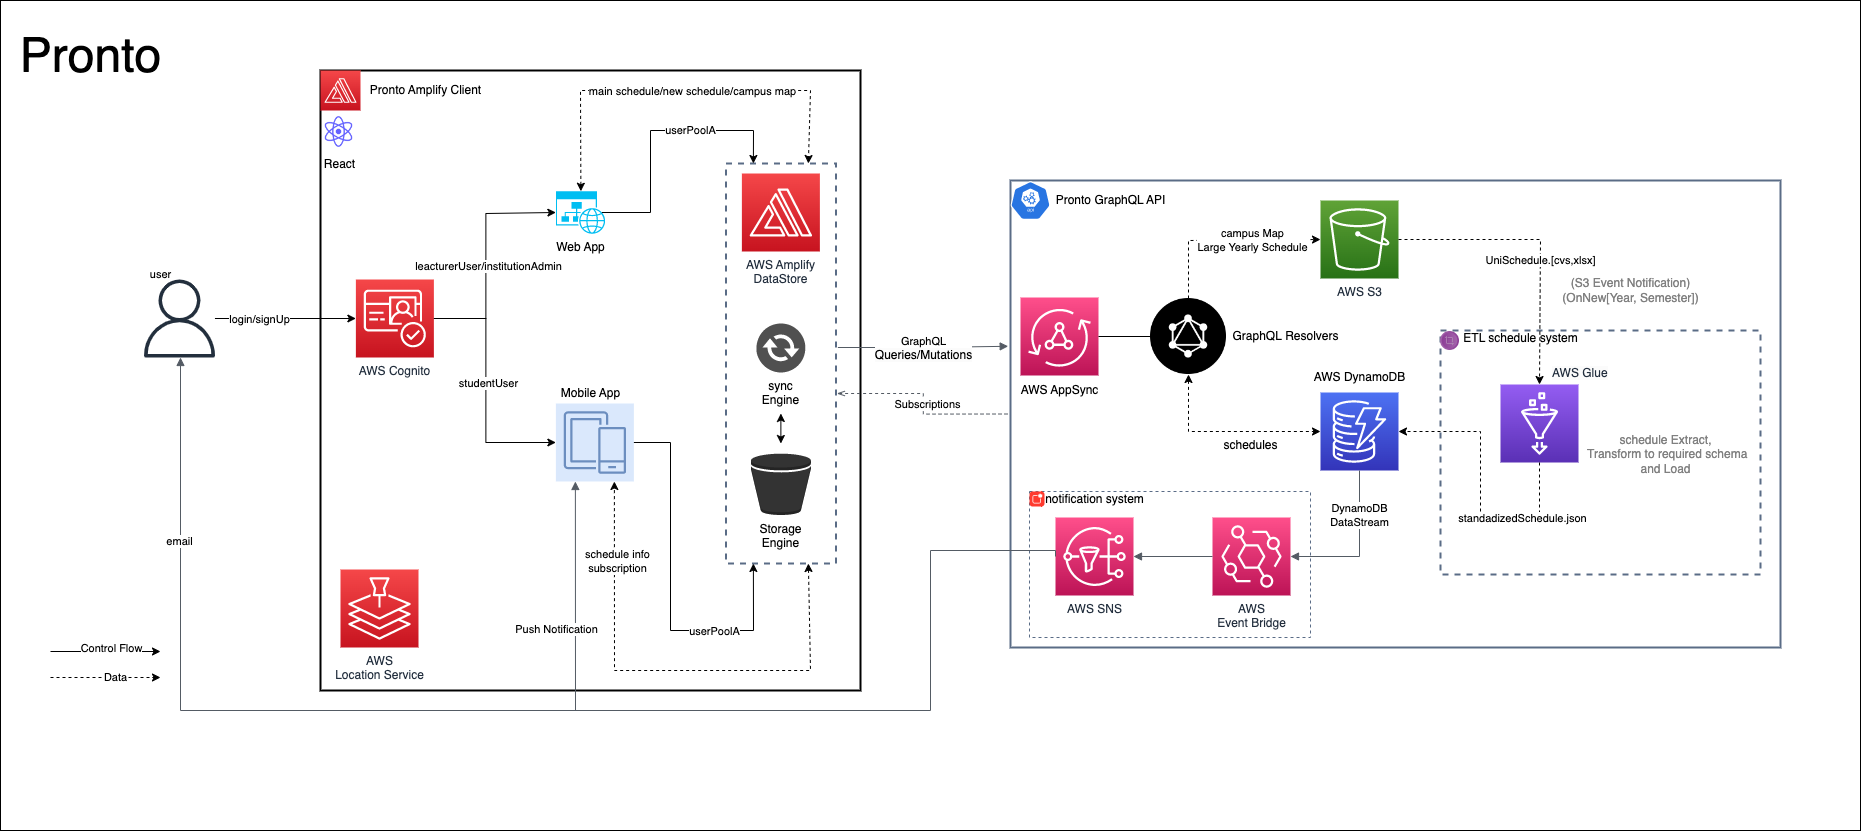 Pronto
Pronto Amplify Client
React
main schedule/new schedule/campus map
userPoolA
Web App
AWS Amplify
DataStore
user
login/signUp
AWS Cognito
leacturerUser/institutionAdmin
studentUser
Mobile App
sync
Engine
Storage
Engine
schedule info
subscription
userPoolA
Push Notification
email
AWS
Location Service
Control Flow
Data
GraphQL
Queries/Mutations
Subscriptions
Pronto GraphQL API
campus Map
Large Yearly Schedule
AWS S3
UniSchedule.[cvs,xlsx]
(S3 Event Notification)
(OnNew[Year, Semester])
AWS AppSync
GraphQL Resolvers
schedules
AWS DynamoDB
ETL schedule system
AWS Glue
schedule Extract,
Transform to required schema
and Load
standadizedSchedule.json
DynamoDB
DataStream
notification system
AWS SNS
AWS
Event Bridge